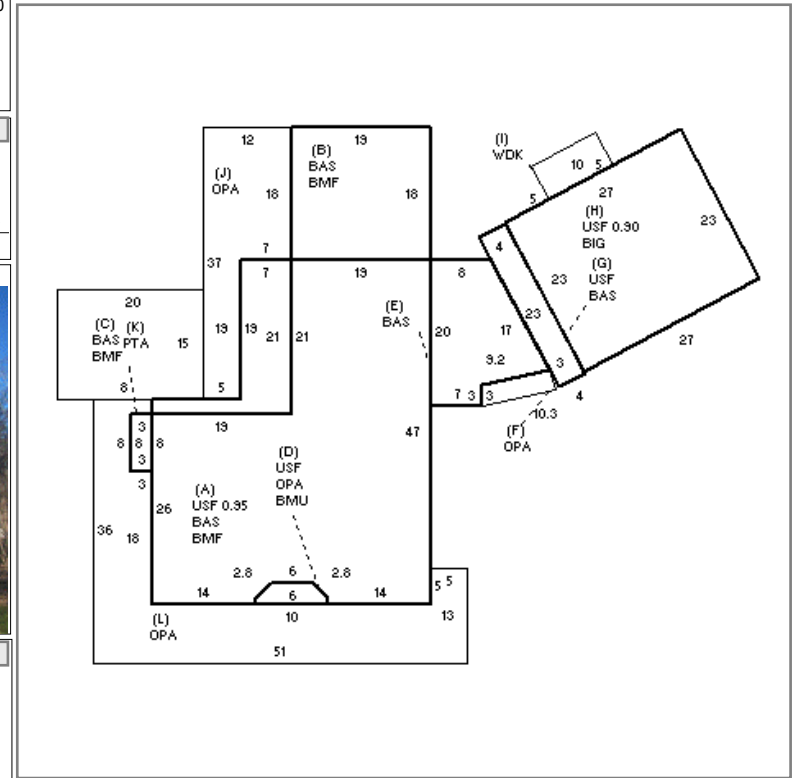 12
19
(I)
WDK
(B)
BAS
BMF
10 5
(J)
OPA
18
18
5
27
(H)
USF 0.90
BIG
23
4
7
37
7
19
8
(G)
USF
BAS
23
20
(E)
BAS
23
(C) (K)
BAS PTA
BMF
15
19
19
21
21
20
17
27
9.2
3
8
5
7
3
3
4
10.3
3
19
47
(F)
OPA
8
8
8
3
3
(D)
USF
OPA
BMU
(A)
USF 0.95
BAS
BMF
26
36
18
2.8
6
2.8
5
5
14
6
14
(L)
OPA
10
13
51